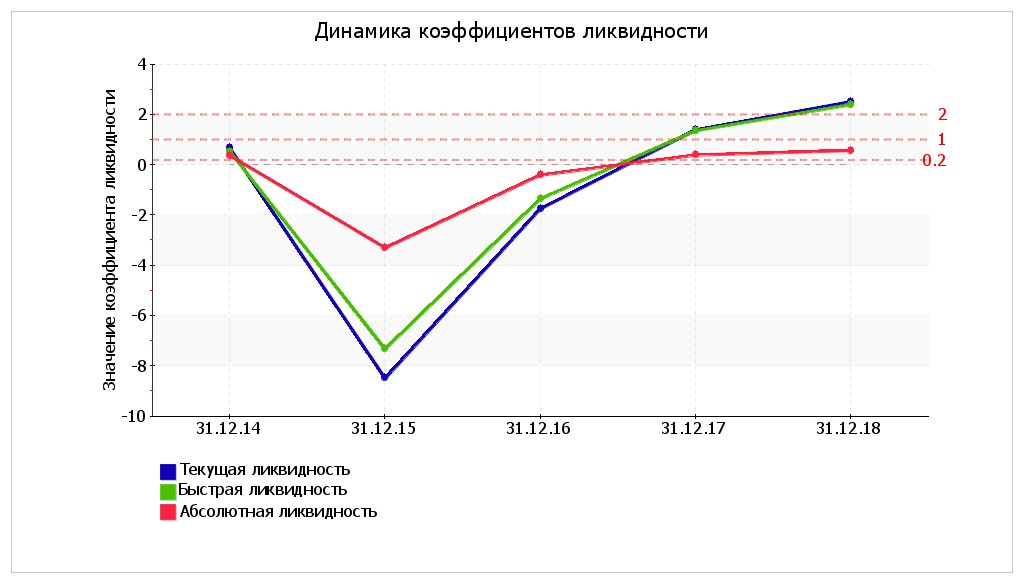 Динамика коэффициентов ликвидности
Значение коэффициента ликвидности
4
2
0
-2
-4
-6
-8
-10
2
1
0.2
31.12.14 31.12.15 31.12.16 31.12.17 31.12.18
Текущая ликвидность
Быстрая ликвидность
Абсолютная ликвидность